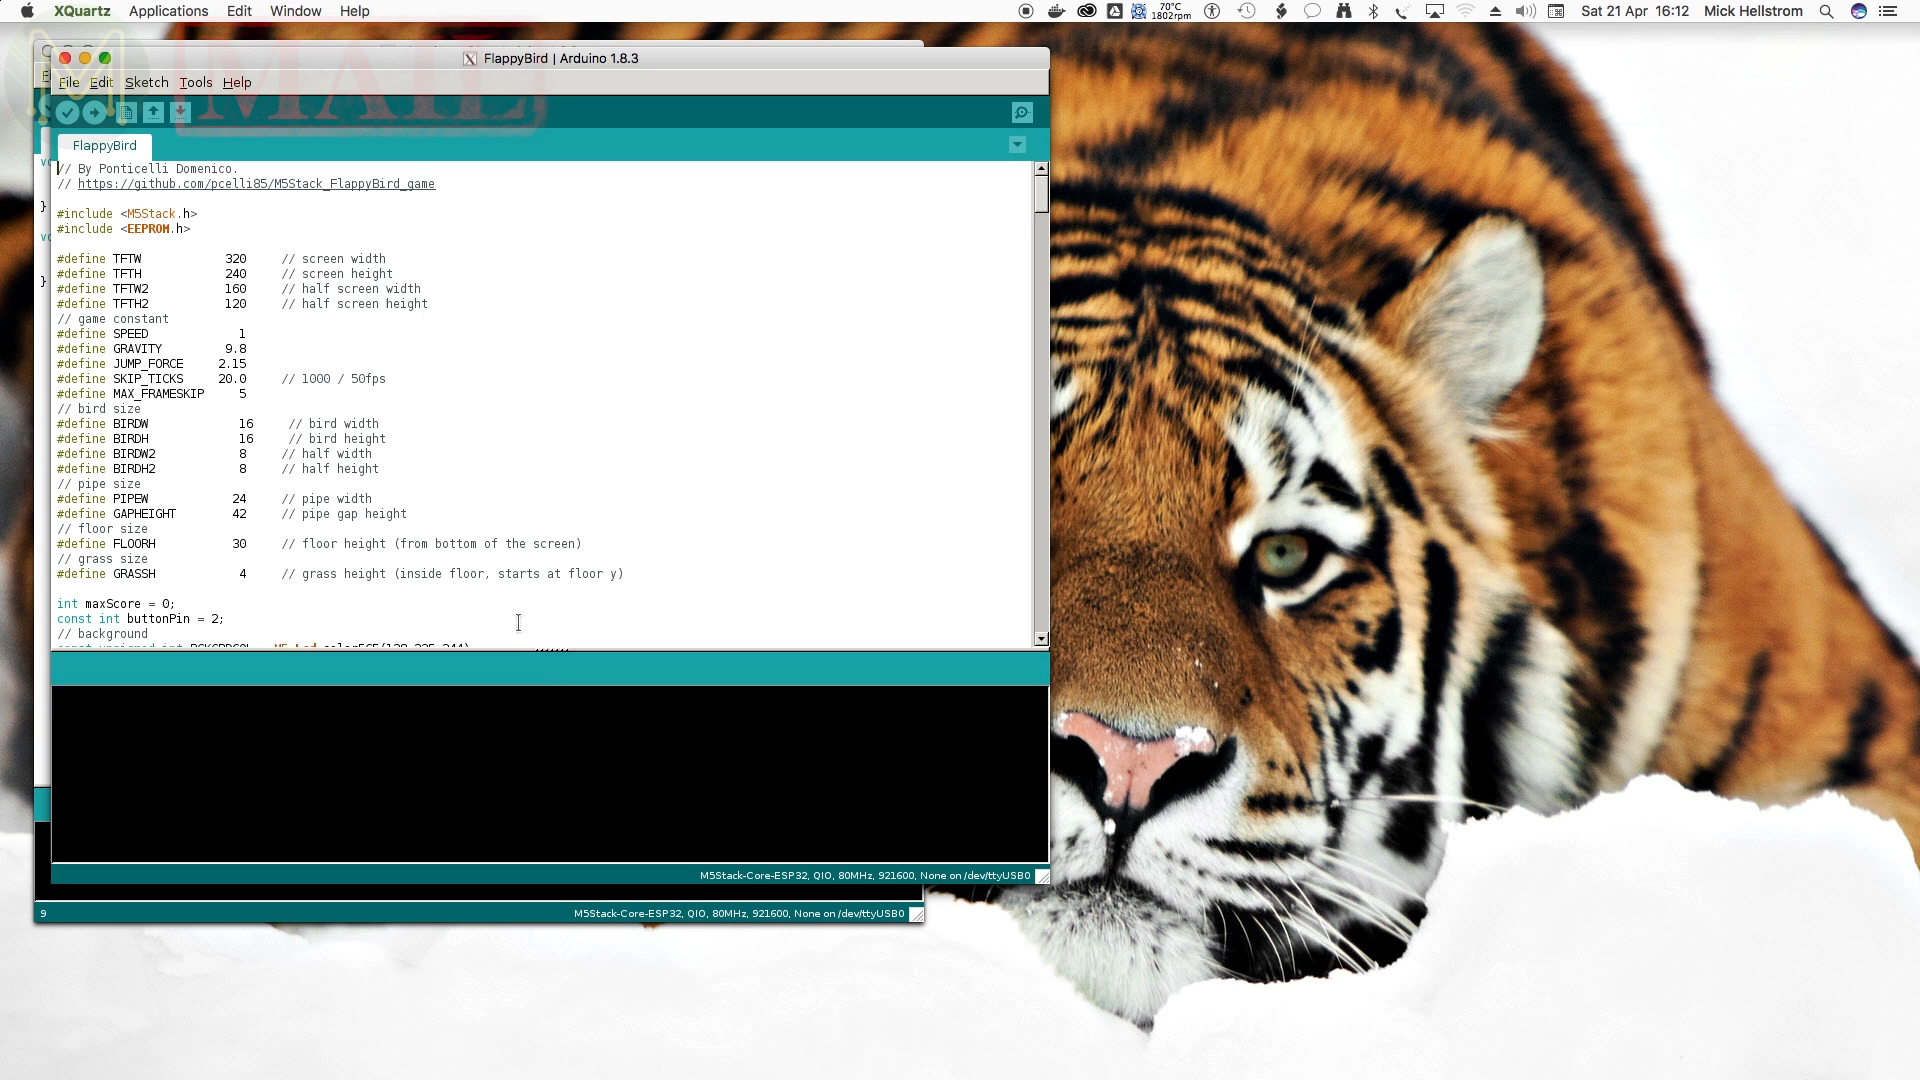 XQuartz Applications Edit Window Help 70°C 1802rpm Sat 21 Apr 16:12 Mick Hellstrom
FlappyBird | Arduino 1.8.3
File Edit Sketch Tools Help
MAIL
FlappyBird
// By Ponticelli Domenico.
// https://github.com/pcelli85/M5Stack_FlappyBird_game
#include <M5Stack.h>
#include <EEPROM.h>
#define TFTW 320 // screen width
#define TFTH 240 // screen height
#define TFTW2 160 // half screen width
#define TFTH2 120 // half screen height
// game constant
#define SPEED 1
#define GRAVITY 9.8
#define JUMP_FORCE 2.15
#define SKIP_TICKS 20.0 // 1000 / 50fps
#define MAX_FRAMESKIP 5
// bird size
#define BIRDW 16 // bird width
#define BIRDH 16 // bird height
#define BIRDW2 8 // half width
#define BIRDH2 8 // half height
// pipe size
#define PIPEW 24 // pipe width
#define GAPHEIGHT 42 // pipe gap height
// floor size
#define FLOORH 30 // floor height (from bottom of the screen)
// grass size
#define GRASSH 4 // grass height (inside floor, starts at floor y)
int maxScore = 0;
const int buttonPin = 2;
// background
M5Stack-Core-ESP32, QIO, 80MHz, 921600, None on /dev/ttyUSB0
9 M5Stack-Core-ESP32, QIO, 80MHz, 921600, None on /dev/ttyUSB0